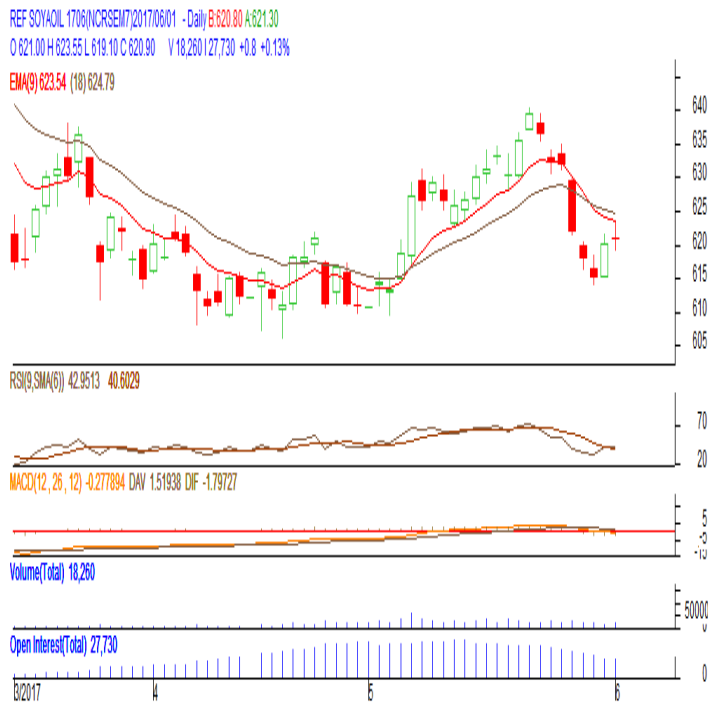 REF SOYAOIL 1706(NCRSEM7)2017/06/01 - Daily B:620.80 A:621.30
O 621.00 H 623.55 L 619.10 C 620.90 V 18,260 I 27,730 +0.8 +0.13%
EMA(9) 623.54 (18) 624.79
640
635
630
625
620
615
610
605
RSI(9,SMA(6)) 42.9513 40.6029
70
20
MACD(12 , 26 , 12) -0.277894 DAV 1.51938 DIF -1.79727
5
Volume(Total) 18,260
50000
Open Interest(Total) 27,730
0
3/2017 4 5 6